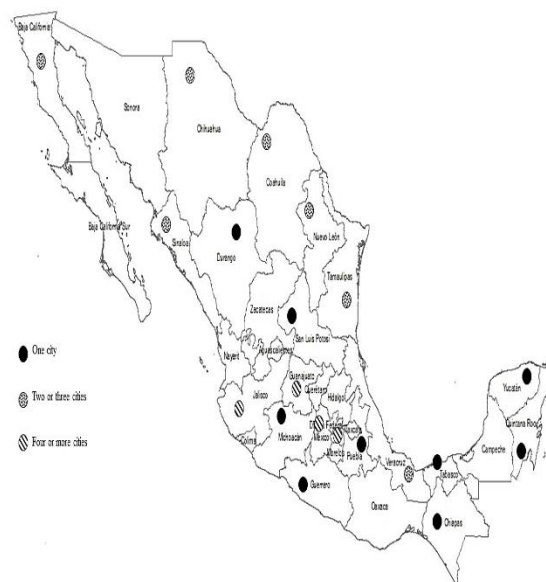 Baja California
Sonora
Chihuahua
Coahuila
Baja California Sur
Sinaloa
Nuevo León
Durango
Tamaulipas
Zacatecas
San Luis Potosí
One city
Nayarit
Aguascalientes
Guanajuato
Queretaro
Yucatán
Two or three cities
Jalisco
Hidalgo
Quintana Roo
Colima
Michoacán
México
Tlaxcala
Campeche
Four or more cities
Morelos
Puebla
Veracruz
Tabasco
Guerrero
Oaxaca
Chiapas